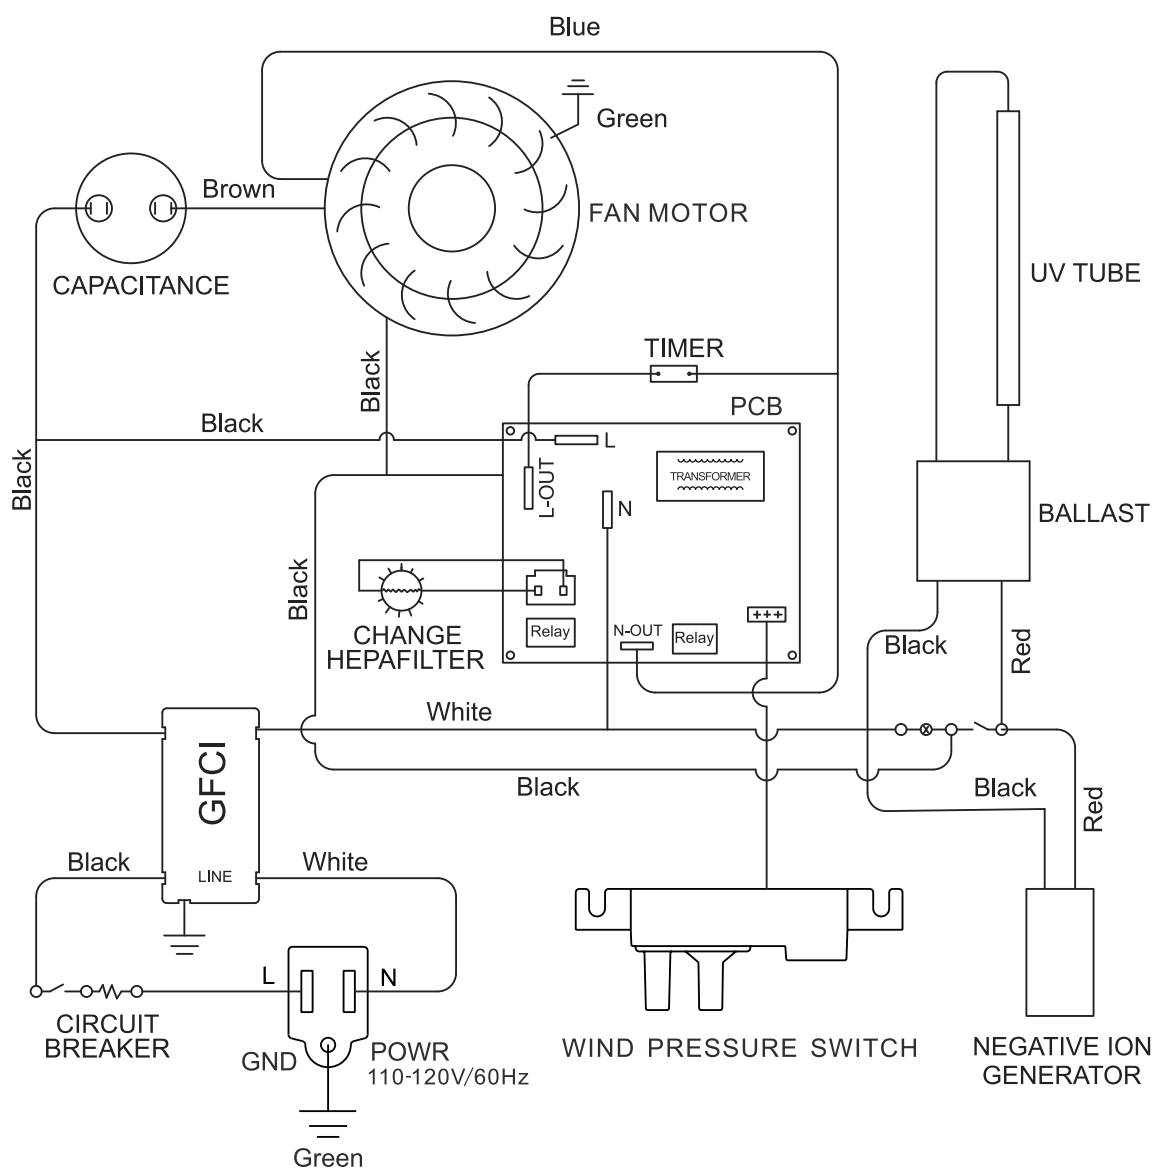 Blue
Green
Brown
FAN MOTOR
CAPACITANCE
UV TUBE
TIMER
Black
PCB
Black
L
TRANSFORMER
L-OUT
Black
N
BALLAST
Black
CHANGE
HEPAFILTER
Relay
N-OUT
Relay
+++
Black
Red
White
GFCI
Black
Black
Red
Black
LINE
White
L
N
CIRCUIT
BREAKER
GND
POWR
110-120V/60Hz
Green
WIND PRESSURE SWITCH
NEGATIVE ION
GENERATOR